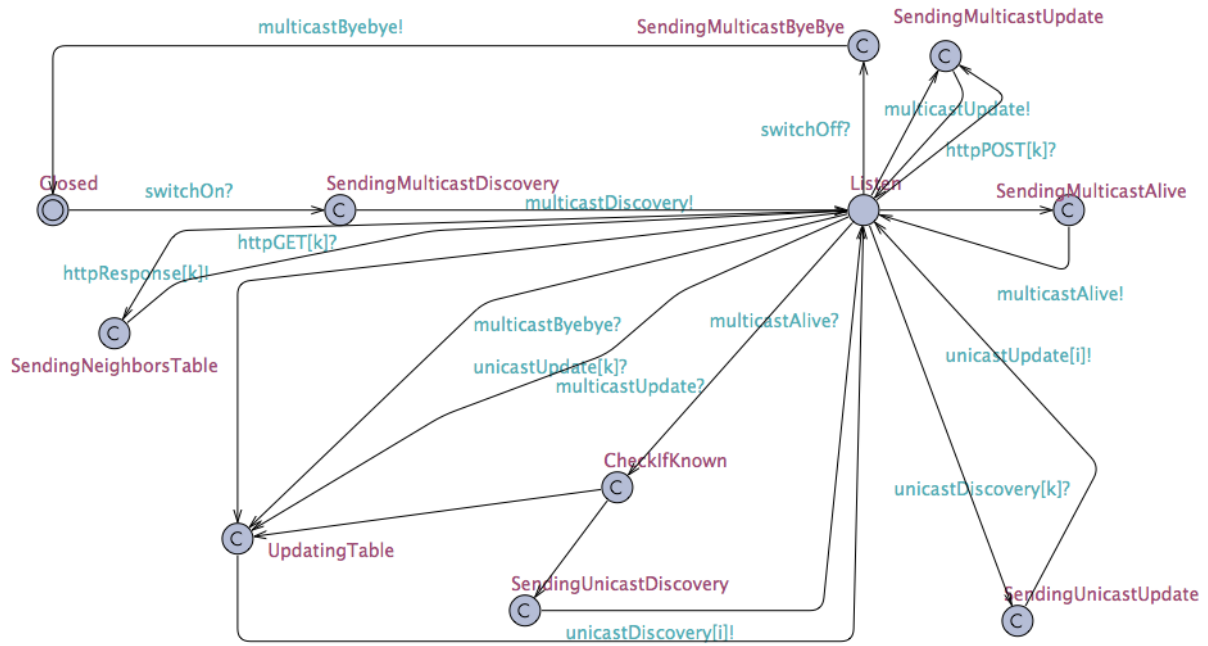 SendingMulticastUpdate
multicastByebye!
SendingMulticastByeBye
C
C
multicastUpdate!
switchOff?
httpPOST[k]?
Closed
switchOn?
SendingMulticastDiscovery
Listen
SendingMulticastAlive
C
multicastDiscovery!
C
httpGET[k]?
httpResponse[k]!
multicastAlive!
C
multicastByebye?
multicastAlive?
unicastUpdate[i]!
SendingNeighborsTable
unicastUpdate[k]?
multicastUpdate?
CheckIfKnown
C
unicastDiscovery[k]?
C
UpdatingTable
SendingUnicastDiscovery
SendingUnicastUpdate
C
C
unicastDiscovery[i]!